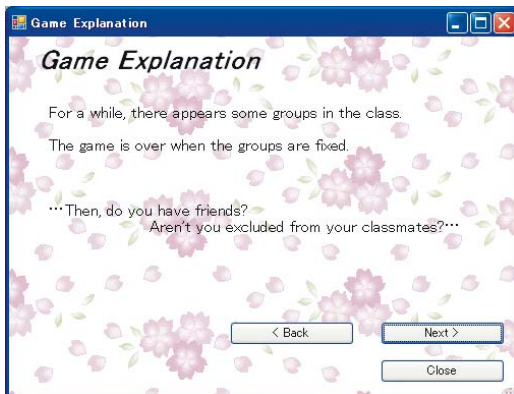 Game Explanation
Game Explanation
For a while, there appears some groups in the class.
The game is over when the groups are fixed.
…Then, do you have friends?
Aren't you excluded from your classmates?…
< Back
Next >
Close